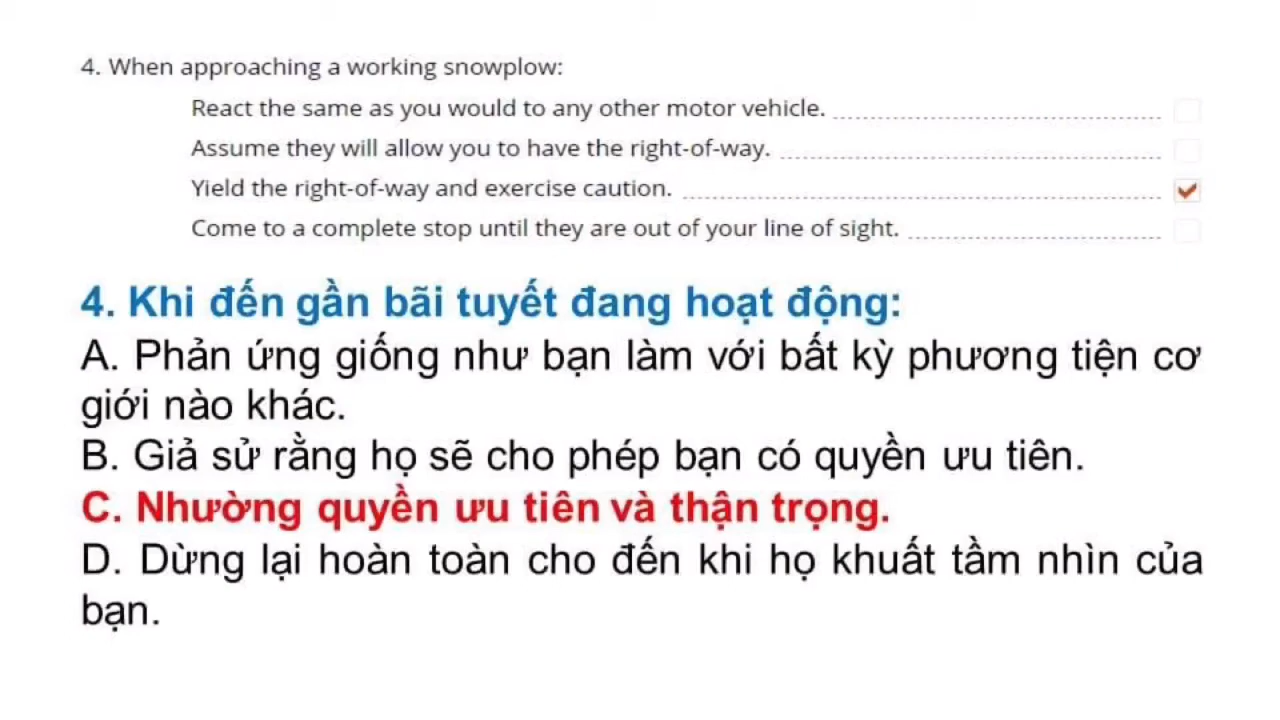 4. When approaching a working snowplow:
React the same as you would to any other motor vehicle.
Assume they will allow you to have the right-of-way.
Yield the right-of-way and exercise caution.
Come to a complete stop until they are out of your line of sight.
4. Khi đến gần bãi tuyết đang hoạt động:
A. Phản ứng giống như bạn làm với bất kỳ phương tiện cơ
giới nào khác.
B. Giả sử rằng họ sẽ cho phép bạn có quyền ưu tiên.
C. Nhường quyền ưu tiên và thận trọng.
D. Dừng lại hoàn toàn cho đến khi họ khuất tầm nhìn của
bạn.